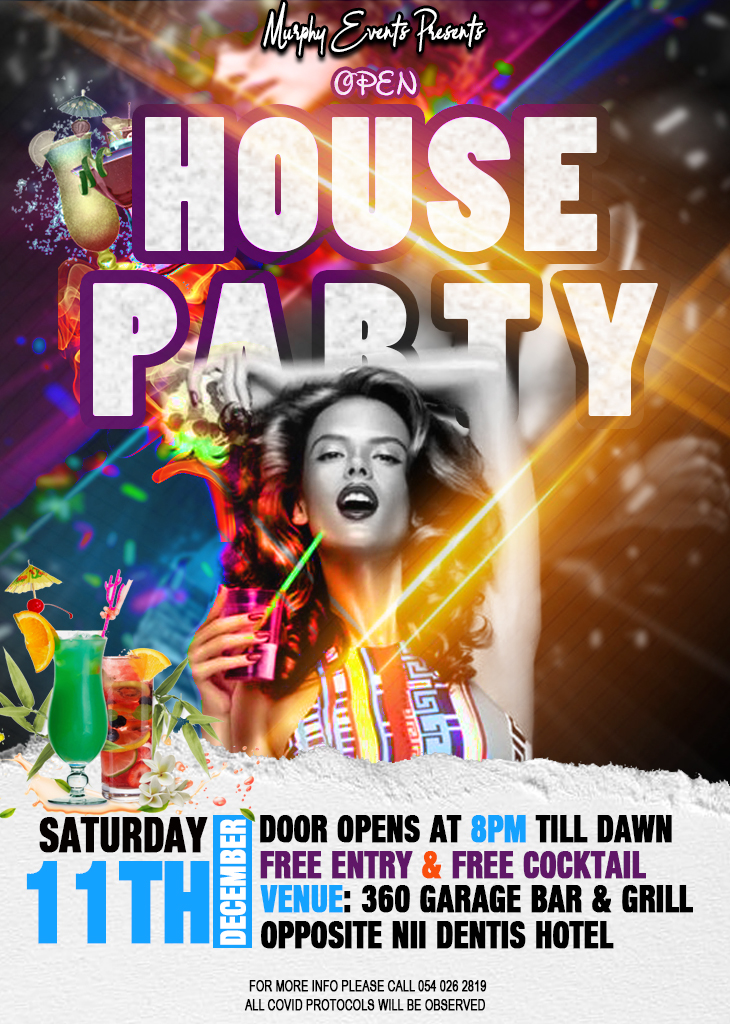 Murphy Events Presents
OPEN
HOUSE
PARTY
SATURDAY
11TH
DECEMBER
DOOR OPENS AT 8PM TILL DAWN
FREE ENTRY & FREE COCKTAIL
VENUE: 360 GARAGE BAR & GRILL
OPPOSITE NII DENTIS HOTEL
FOR MORE INFO PLEASE CALL 054 026 2819
ALL COVID PROTOCOLS WILL BE OBSERVED